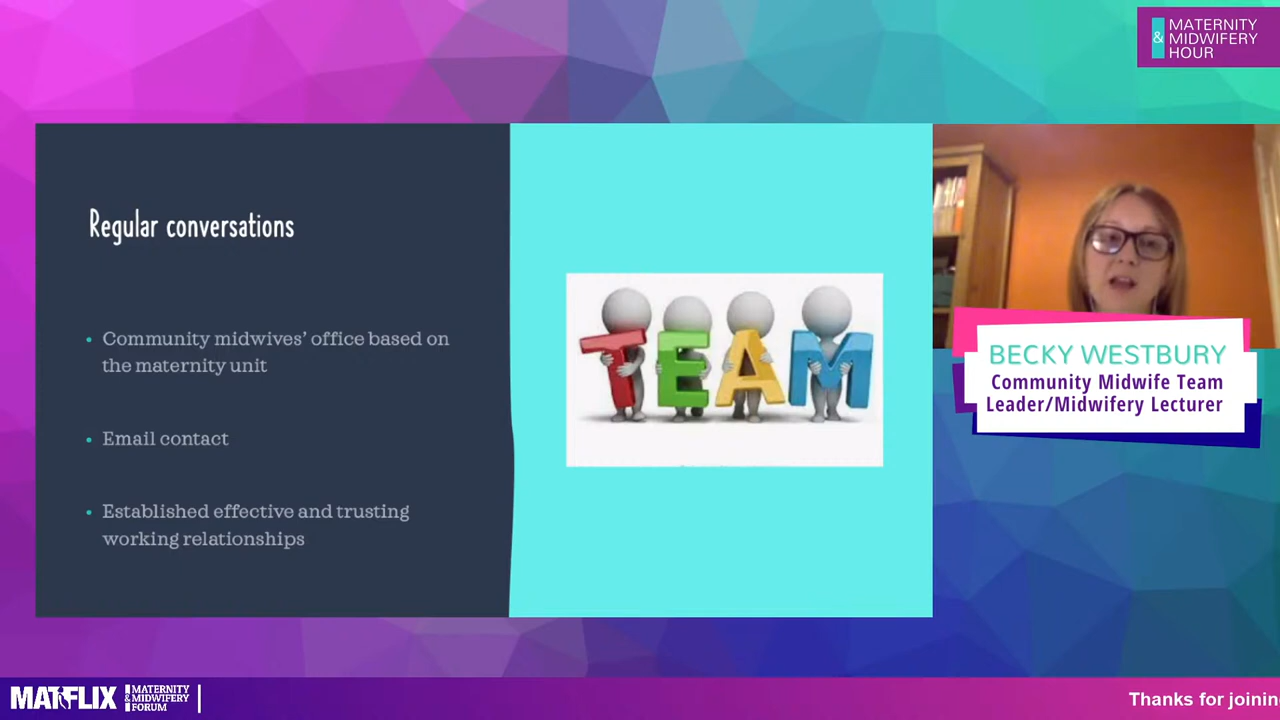 &
MATERNITY
MIDWIFERY
HOUR
Regular conversations
• Community midwives’ office based on
the maternity unit
• Email contact
• Established effective and trusting
working relationships
TEAM
BECKY WESTBURY
Community Midwife Team
Leader/Midwifery Lecturer
MATFLIX
MATERNITY
& MIDWIFERY
FORUM
Thanks for